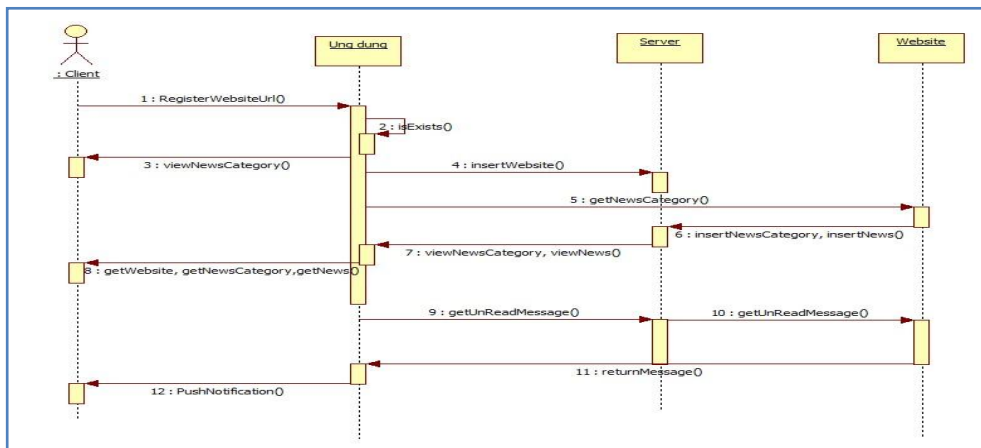 : Client
Ung dung
Server
Website
1 : RegisterWebsiteUrl()
2 : isExists()
3 : viewNewsCategory()
4 : insertWebsite()
5 : getNewsCategory()
6 : insertNewsCategory, insertNews()
7 : viewNewsCategory, viewNews()
8 : getWebsite, getNewsCategory,getNews()
9 : getUnReadMessage()
10 : getUnReadMessage()
11 : returnMessage()
12 : PushNotification()